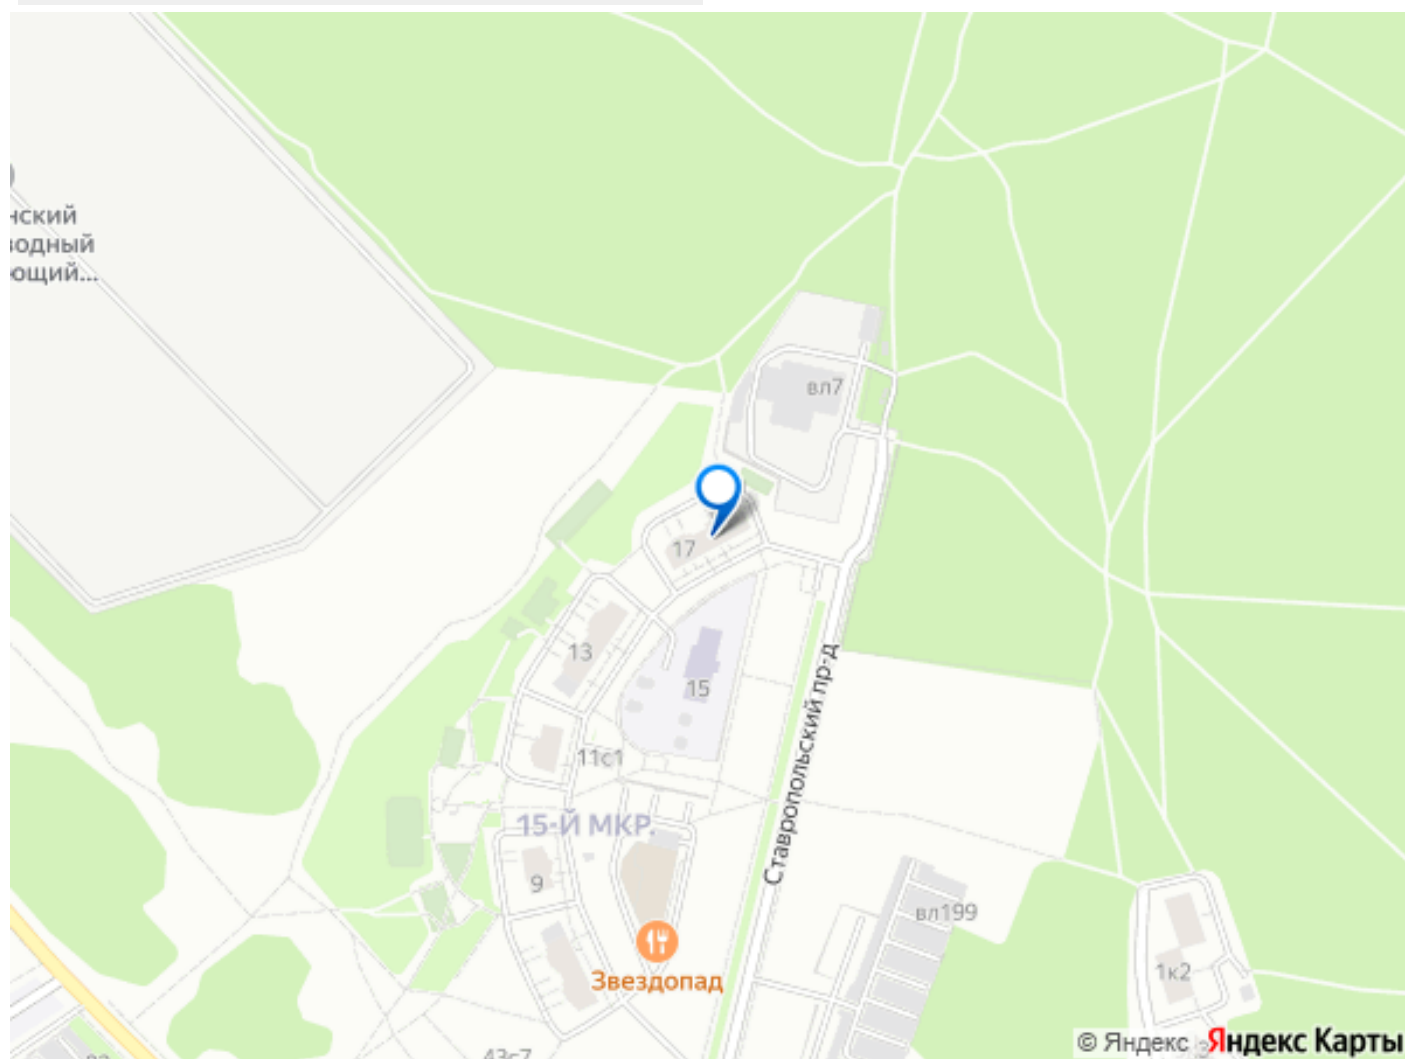 нский
водный
ющий...
вл7
17
13
15
11с1
15-Й МКР.
Ставропольский пр-д
9
вл199
Звездопад
1к2
43с7
© Яндекс Яндекс Карты